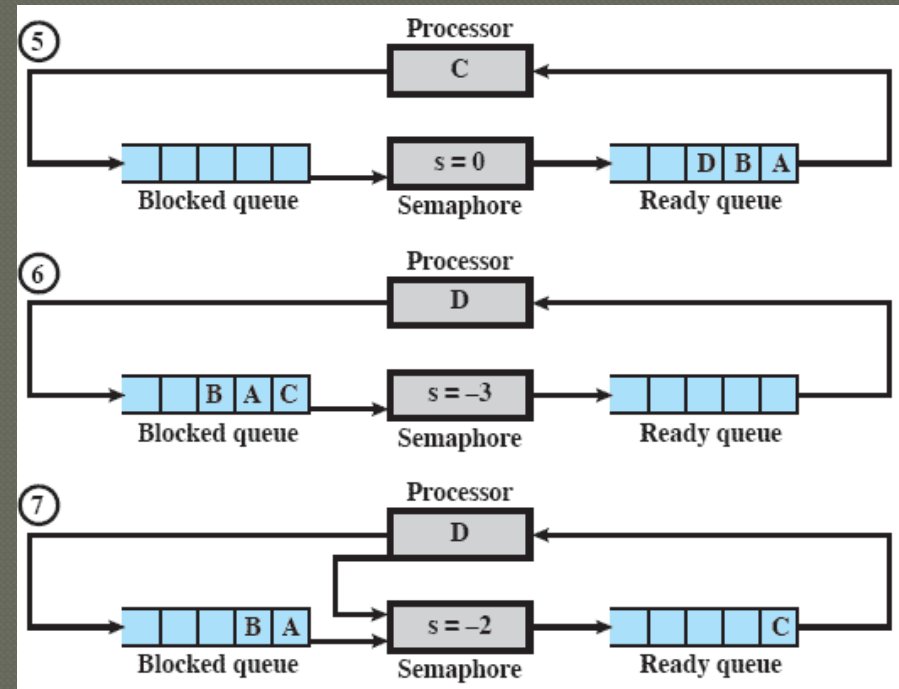 5
Processor
C
s = 0
D B A
Blocked queue
Semaphore
Ready queue
6
Processor
D
B A C
s = –3
Blocked queue
Semaphore
Ready queue
7
Processor
D
B A
s = –2
C
Blocked queue
Semaphore
Ready queue